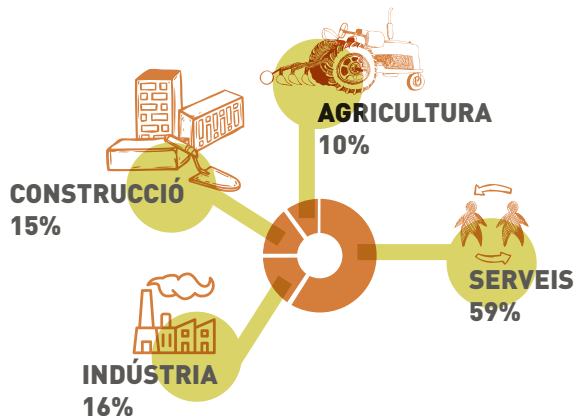 AGRICULTURA
10%
CONSTRUCCIÓ
15%
SERVEIS
59%
INDÚSTRIA
16%